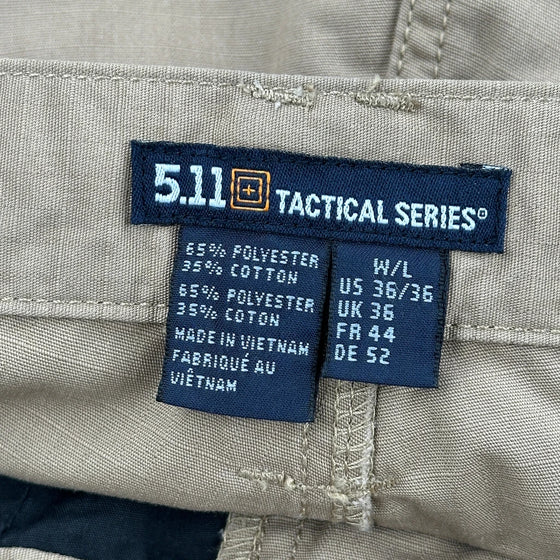 5.11 TACTICAL SERIES®
65% POLYESTER
35% COTTON
65% POLYESTER
35% COTON
MADE IN VIETNAM
FABRIQUÉ AU
VIÊTNAM
W/L
US 36/36
UK 36
FR 44
DE 52